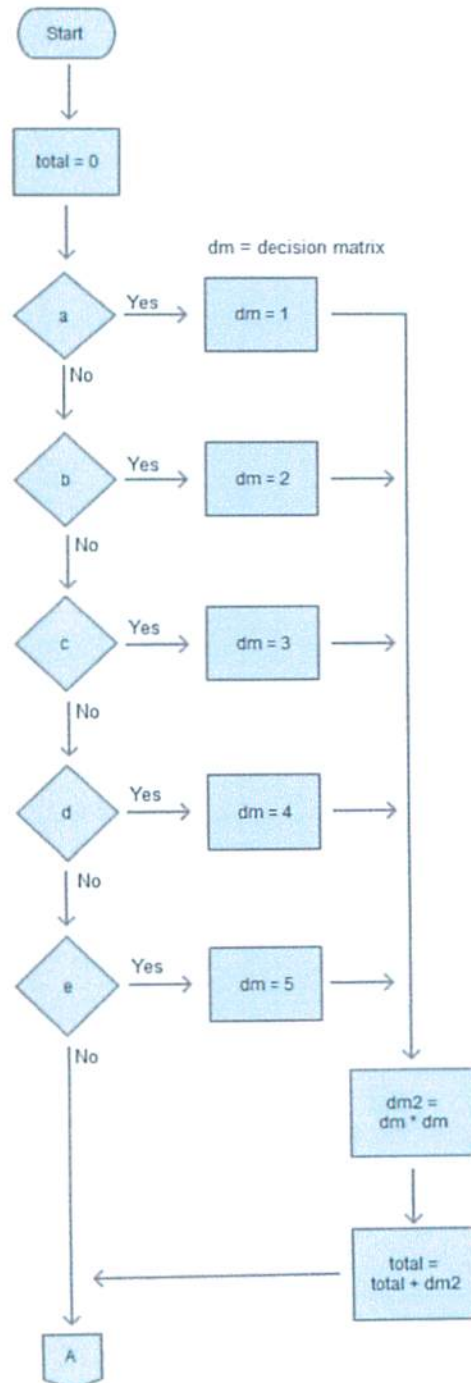 Start
total = 0
dm = decision matrix
a
Yes
dm = 1
No
b
Yes
dm = 2
No
c
Yes
dm = 3
No
d
Yes
dm = 4
No
e
Yes
dm = 5
No
dm2 =
dm * dm
total =
total + dm2
A